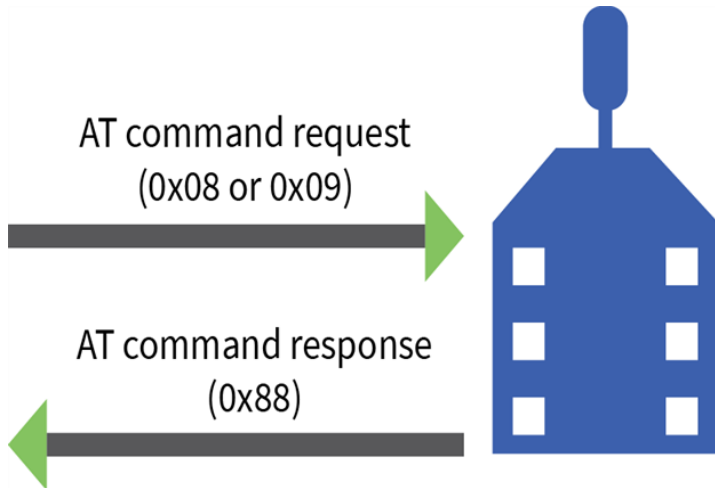 AT command request
(0x08 or 0x09)
AT command response
(0x88)